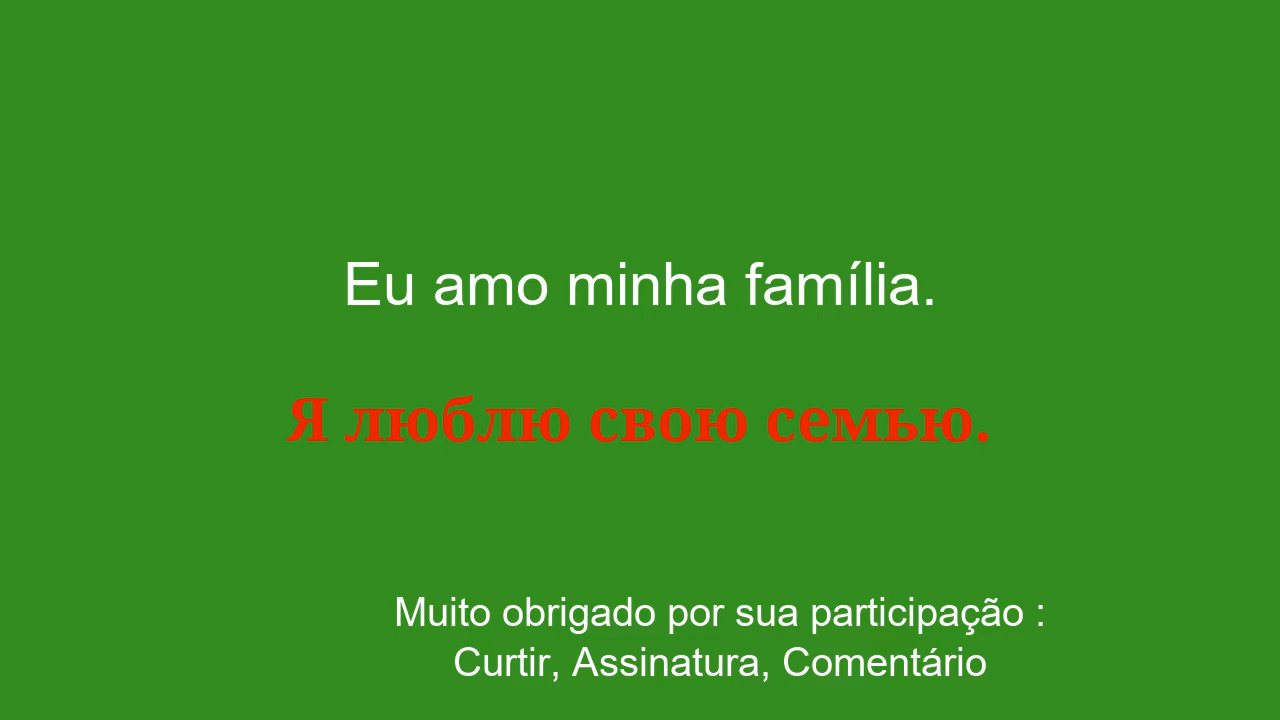 Eu amo minha família.
Я люблю свою семью.
Muito obrigado por sua participação :
Curtir, Assinatura, Comentário